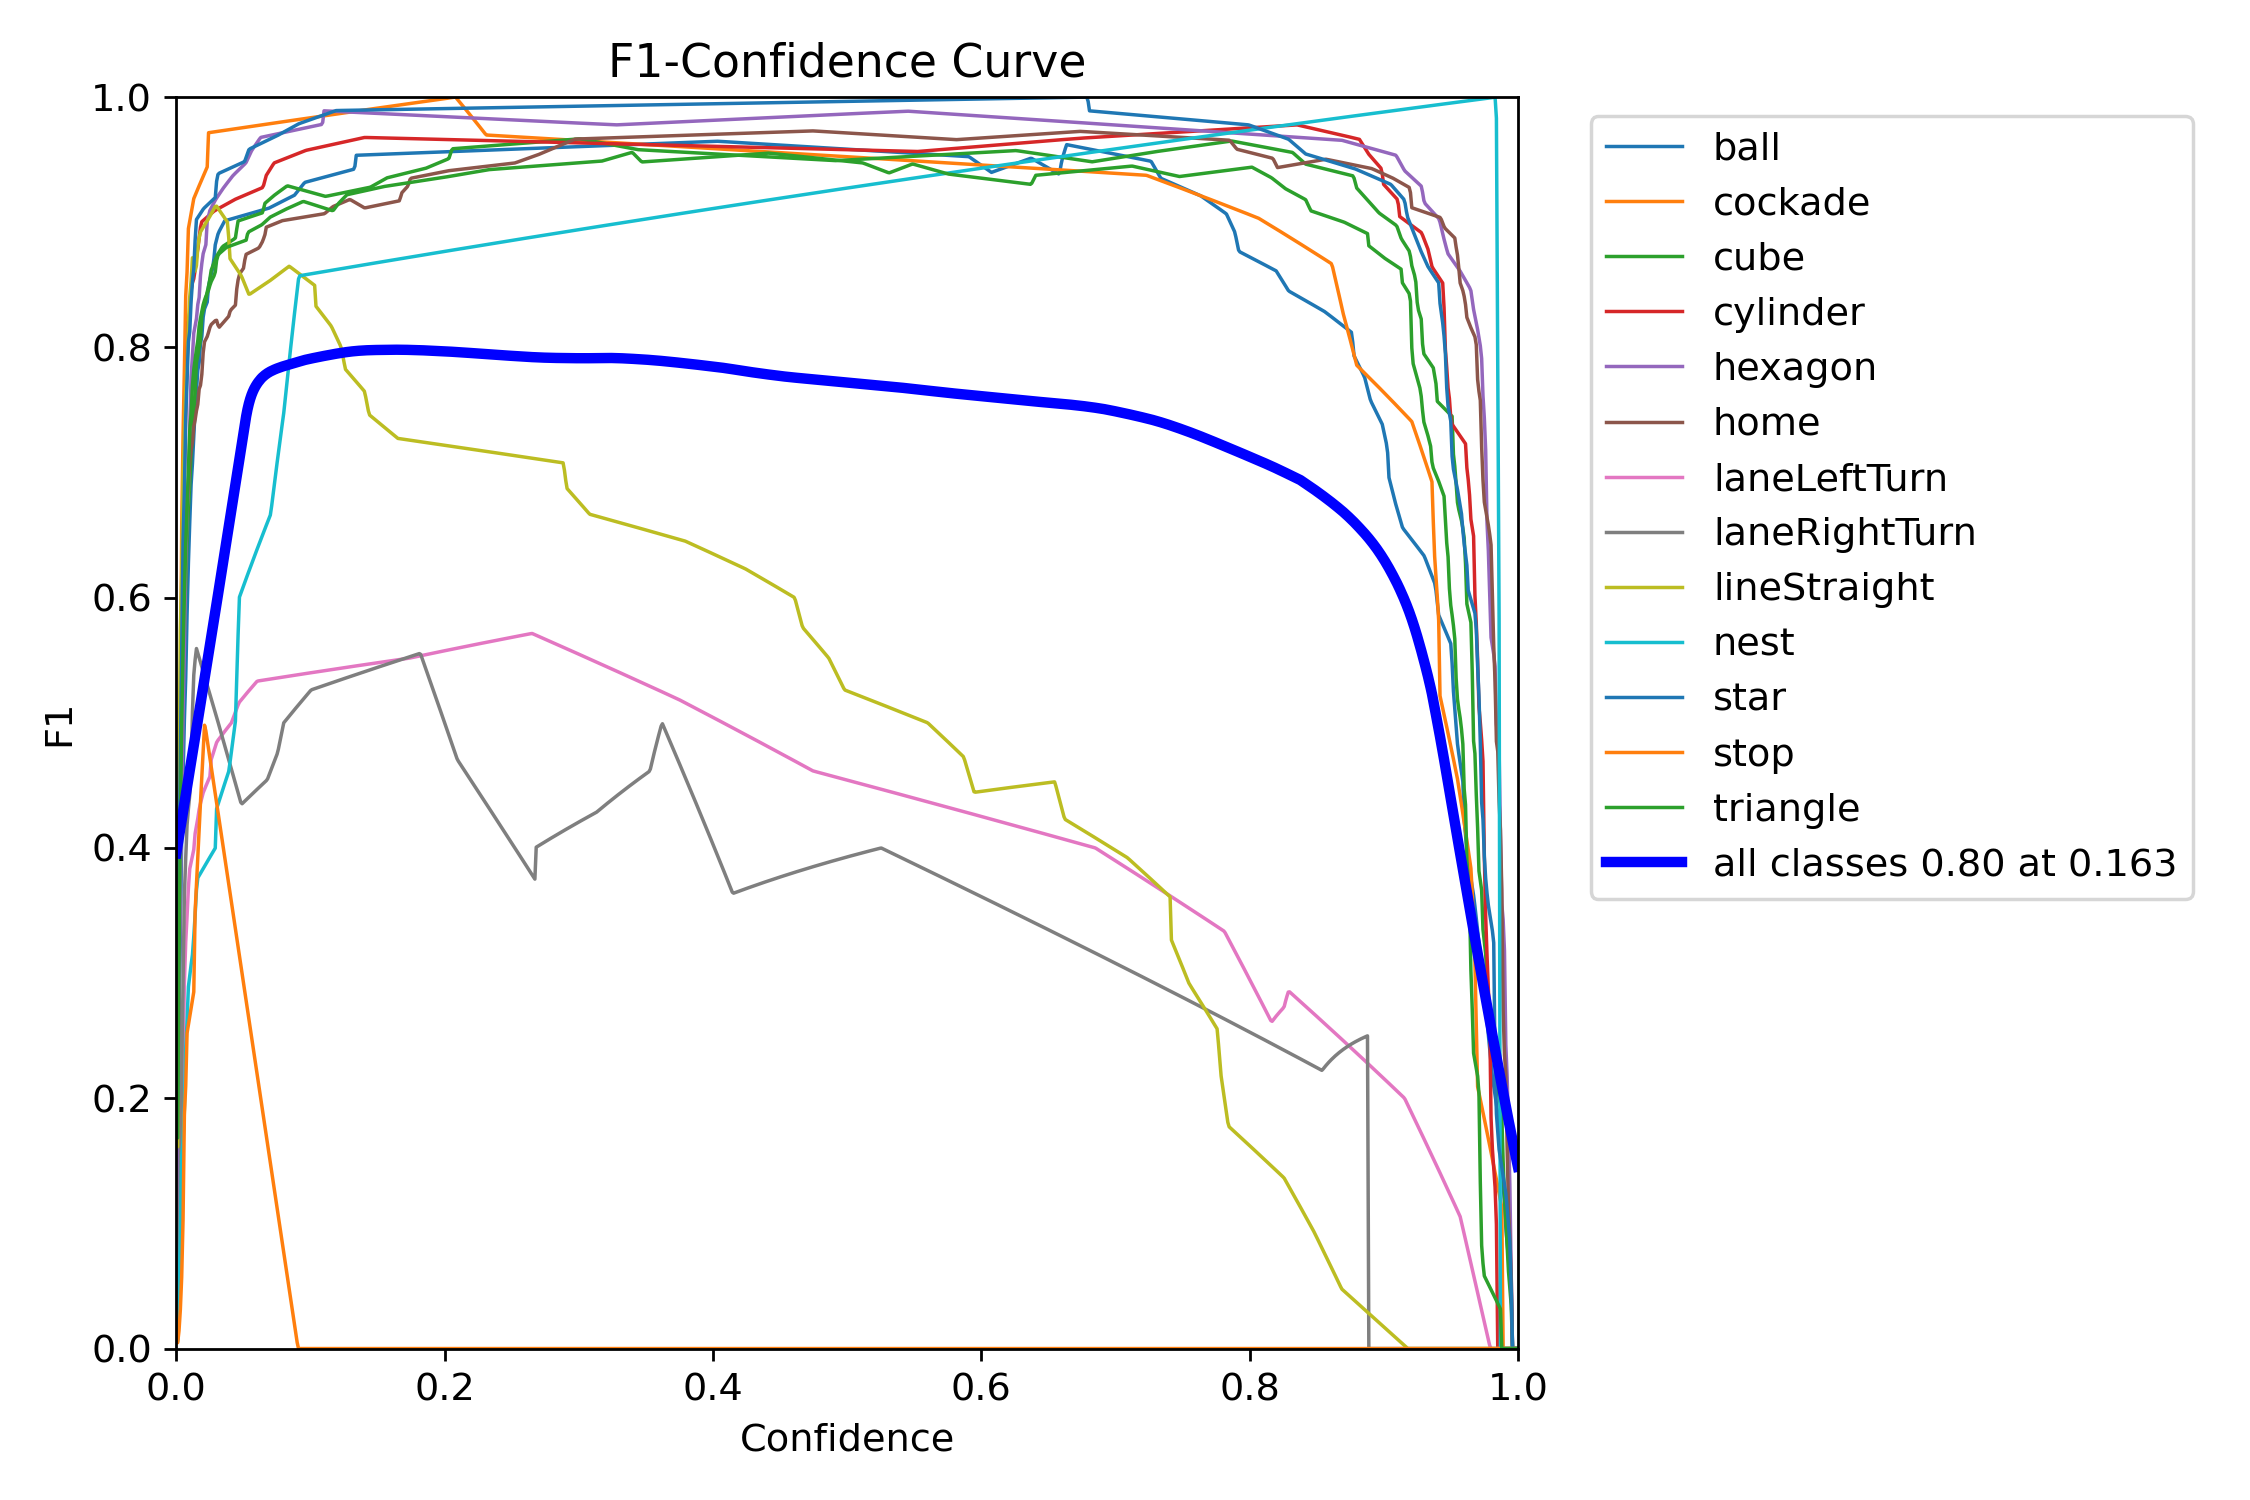 F1-Confidence Curve
1.0
0.8
0.6
0.4
0.2
0.0
F1
0.0 0.2 0.4 0.6 0.8 1.0
Confidence
ball
cockade
cube
cylinder
hexagon
home
laneLeftTurn
laneRightTurn
lineStraight
nest
star
stop
triangle
all classes 0.80 at 0.163